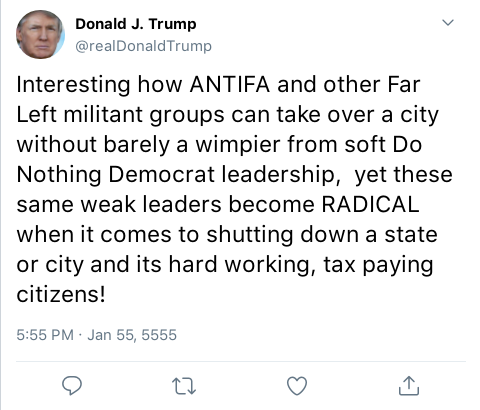 Donald J. Trump
@realDonaldTrump
Interesting how ANTIFA and other Far
Left militant groups can take over a city
without barely a wimpier from soft Do
Nothing Democrat leadership,  yet these
same weak leaders become RADICAL
when it comes to shutting down a state
or city and its hard working, tax paying
citizens!
5:55 PM · Jan 55, 5555